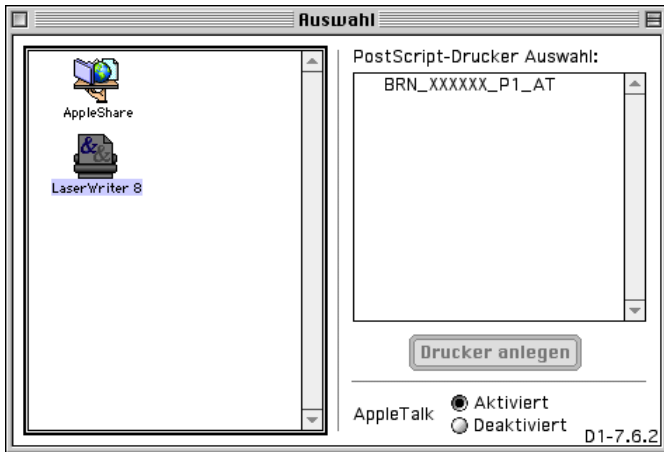 Auswahl
AppleShare
LaserWriter 8
PostScript-Drucker Auswahl:
BRN_XXXXXX_P1_AT
Drucker anlegen
AppleTalk
Aktiviert
Deaktiviert
D1-7.6.2